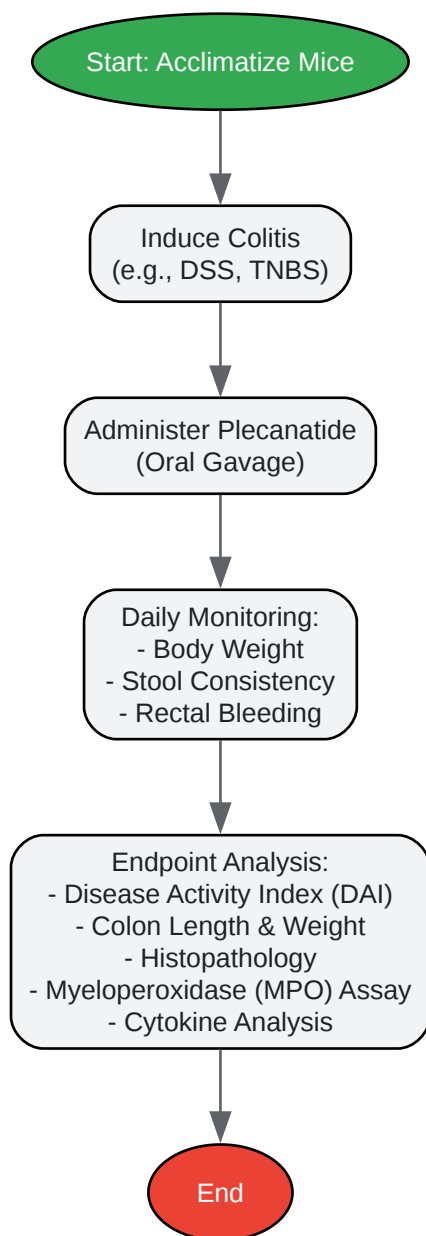 Start: Acclimatize Mice
Induce Colitis
(e.g., DSS, TNBS)
Administer Plecanatide
(Oral Gavage)
Daily Monitoring:
- Body Weight
- Stool Consistency
- Rectal Bleeding
Endpoint Analysis:
- Disease Activity Index (DAI)
- Colon Length & Weight
- Histopathology
- Myeloperoxidase (MPO) Assay
- Cytokine Analysis
End